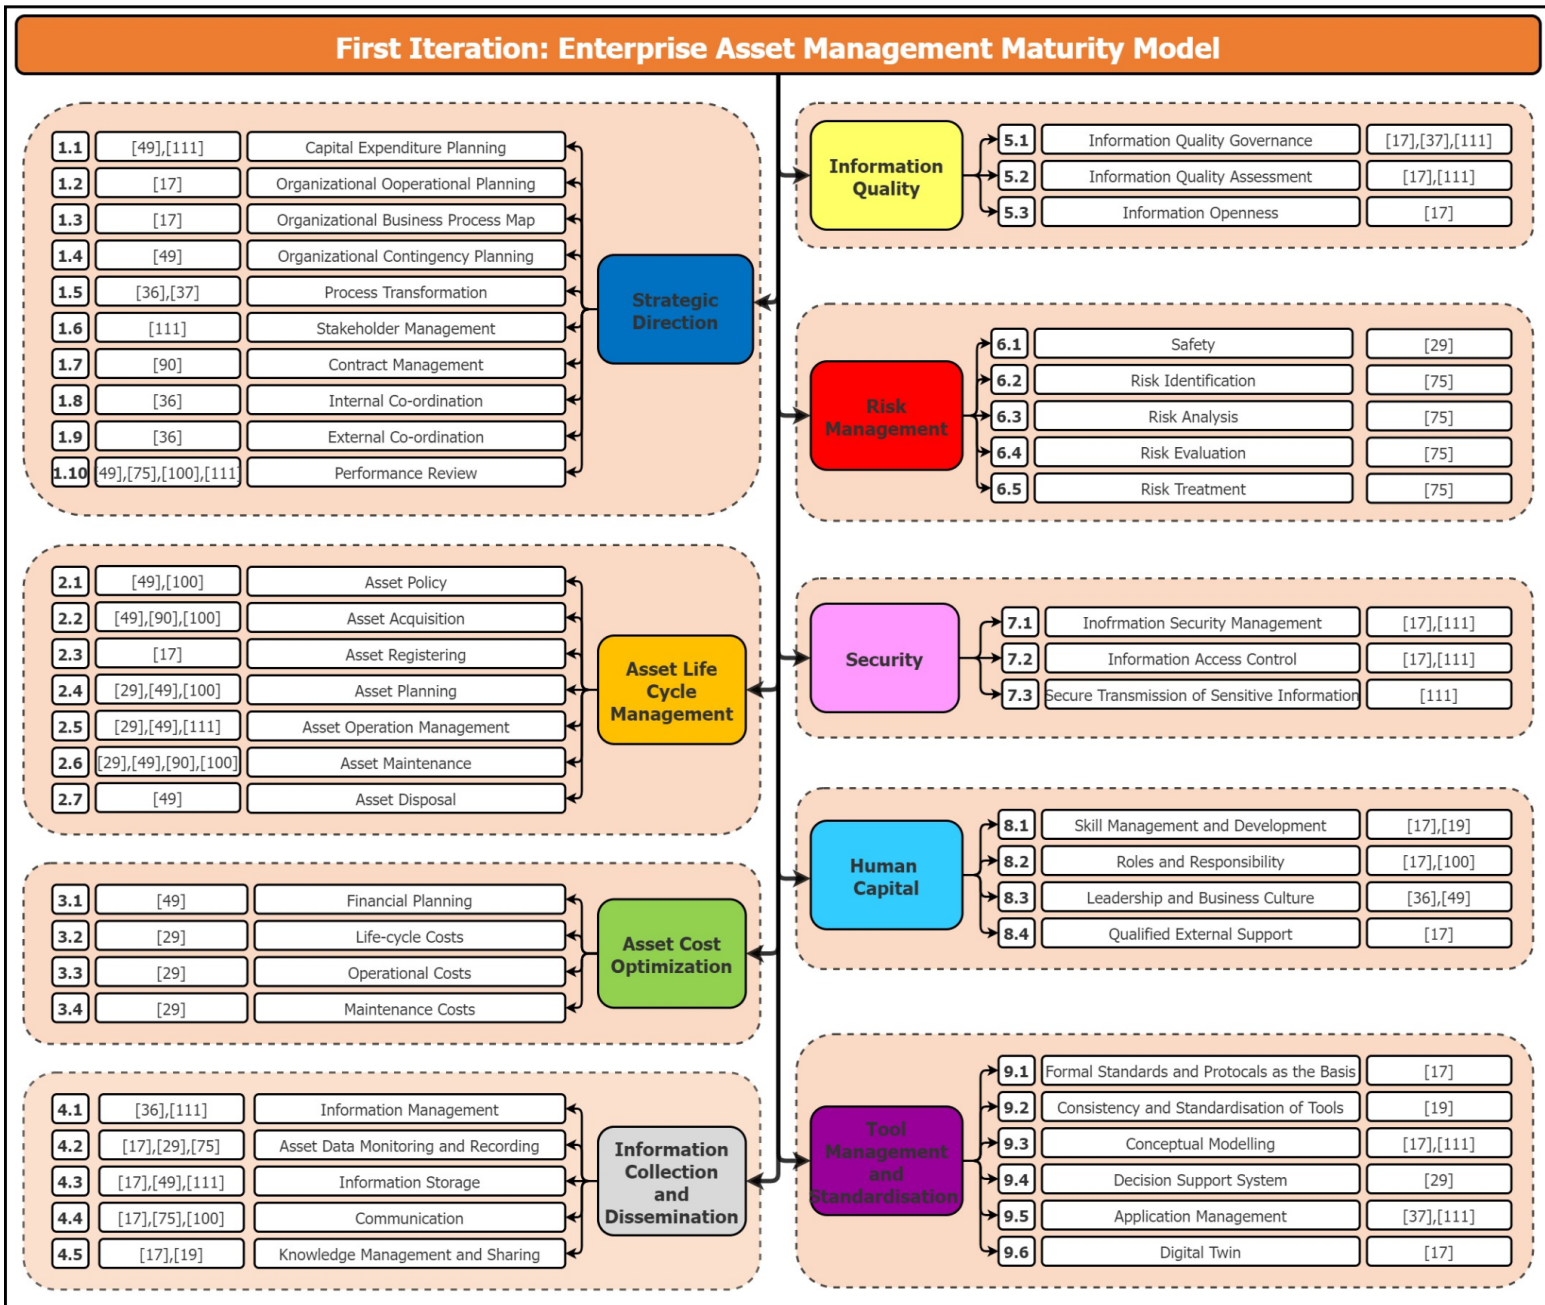 First Iteration: Enterprise Asset Management Maturity Model
1.1 [49],[111] Capital Expenditure Planning
1.2 [17] Organizational Ooperational Planning
1.3 [17] Organizational Business Process Map
1.4 [49] Organizational Contingency Planning
1.5 [36],[37] Process Transformation
1.6 [111] Stakeholder Management
1.7 [90] Contract Management
1.8 [36] Internal Co-ordination
1.9 [36] External Co-ordination
1.10 [49],[75],[100],[111] Performance Review
Strategic
Direction
2.1 [49],[100] Asset Policy
2.2 [49],[90],[100] Asset Acquisition
2.3 [17] Asset Registering
2.4 [29],[49],[100] Asset Planning
2.5 [29],[49],[111] Asset Operation Management
2.6 [29],[49],[90],[100] Asset Maintenance
2.7 [49] Asset Disposal
Asset Life
Cycle
Management
3.1 [49] Financial Planning
3.2 [29] Life-cycle Costs
3.3 [29] Operational Costs
3.4 [29] Maintenance Costs
Asset Cost
Optimization
4.1 [36],[111] Information Management
4.2 [17],[29],[75] Asset Data Monitoring and Recording
4.3 [17],[49],[111] Information Storage
4.4 [17],[75],[100] Communication
4.5 [17],[19] Knowledge Management and Sharing
Information
Collection
and
Dissemination
Information
Quality
5.1 Information Quality Governance [17],[37],[111]
5.2 Information Quality Assessment [17],[111]
5.3 Information Openness [17]
Risk
Management
6.1 Safety [29]
6.2 Risk Identification [75]
6.3 Risk Analysis [75]
6.4 Risk Evaluation [75]
6.5 Risk Treatment [75]
Security
7.1 Inofrmation Security Management [17],[111]
7.2 Information Access Control [17],[111]
7.3 Secure Transmission of Sensitive Information [111]
Human
Capital
8.1 Skill Management and Development [17],[19]
8.2 Roles and Responsibility [17],[100]
8.3 Leadership and Business Culture [36],[49]
8.4 Qualified External Support [17]
Tool
Management
and
Standardisation
9.1 Formal Standards and Protocals as the Basis [17]
9.2 Consistency and Standardisation of Tools [19]
9.3 Conceptual Modelling [17],[111]
9.4 Decision Support System [29]
9.5 Application Management [37],[111]
9.6 Digital Twin [17]